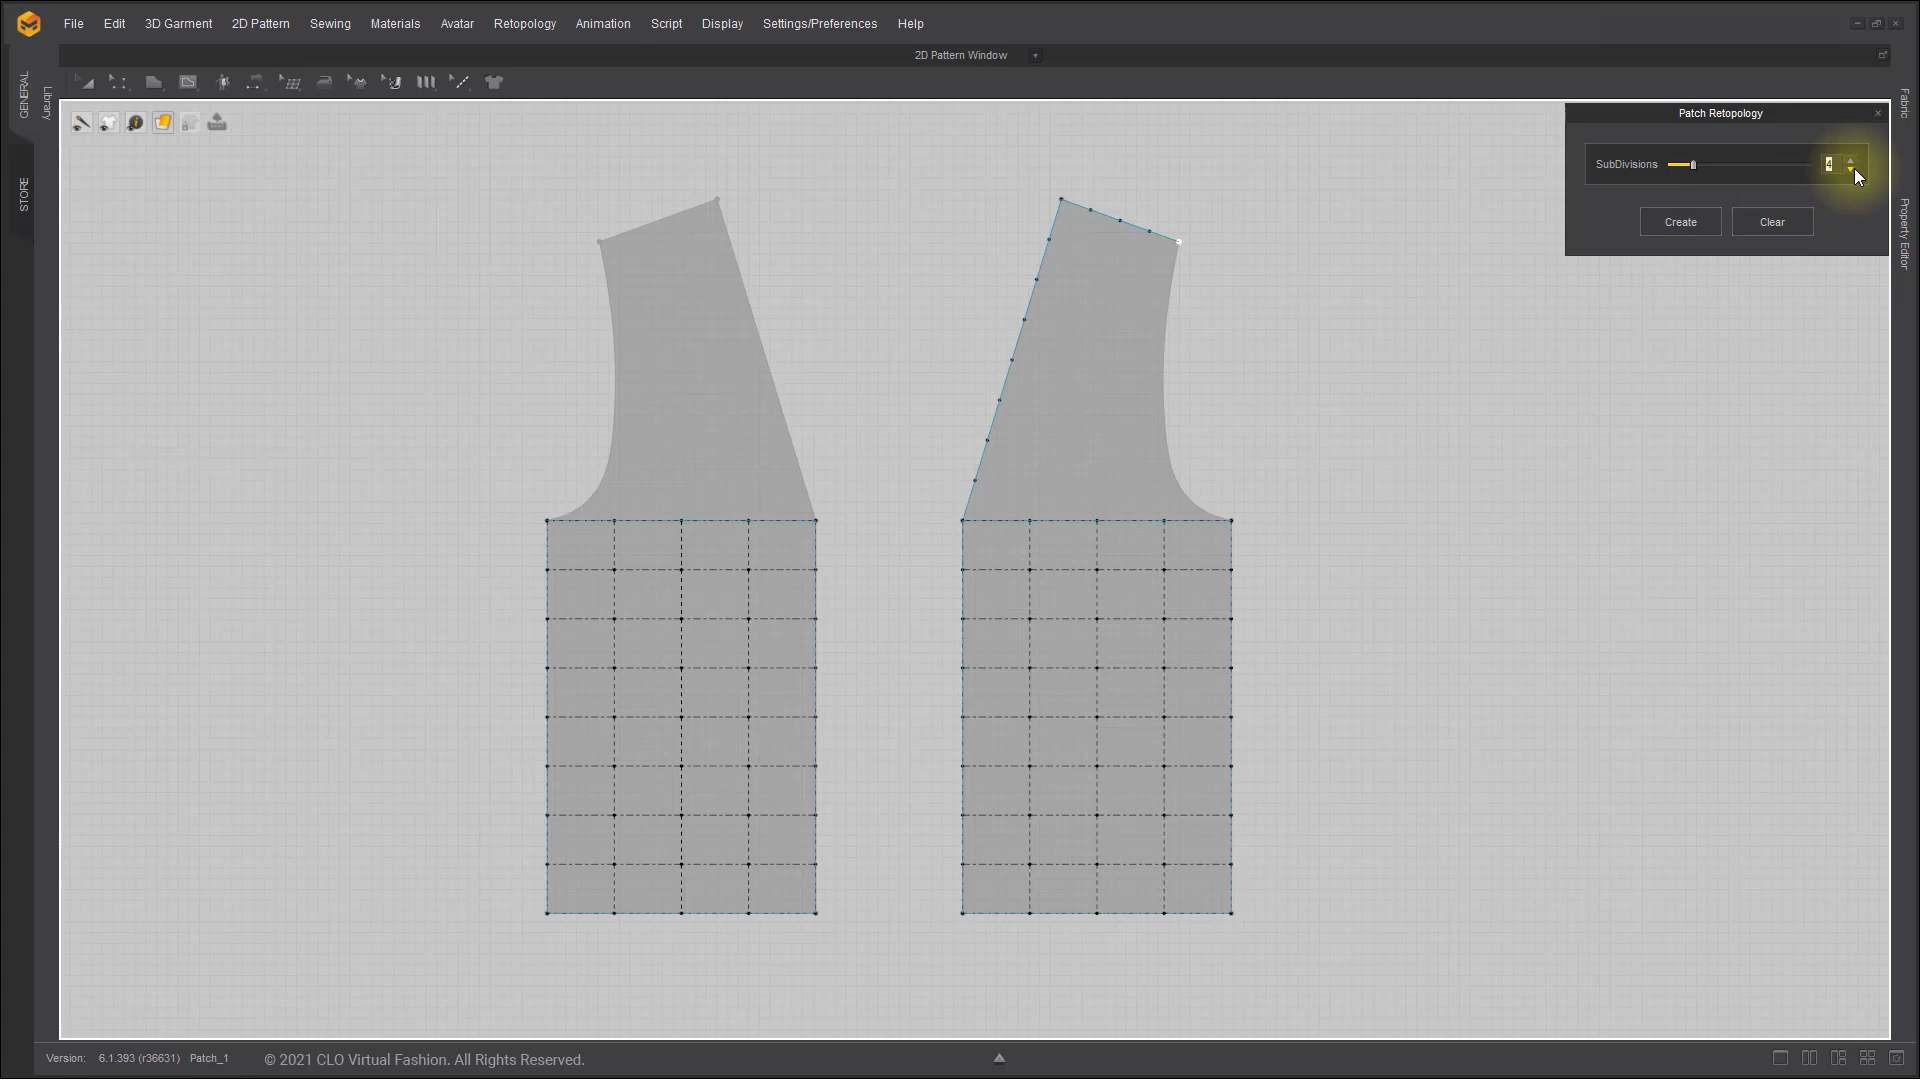 File Edit 3D Garment 2D Pattern Sewing Materials Avatar Retopology Animation Script Display Settings/Preferences Help
2D Pattern Window
GENERAL
Library
STORE
Fabric
Property Editor
Patch Retopology
SubDivisions 4
Create Clear
Version: 6.1.393 (r36631) Patch_1 © 2021 CLO Virtual Fashion. All Rights Reserved.